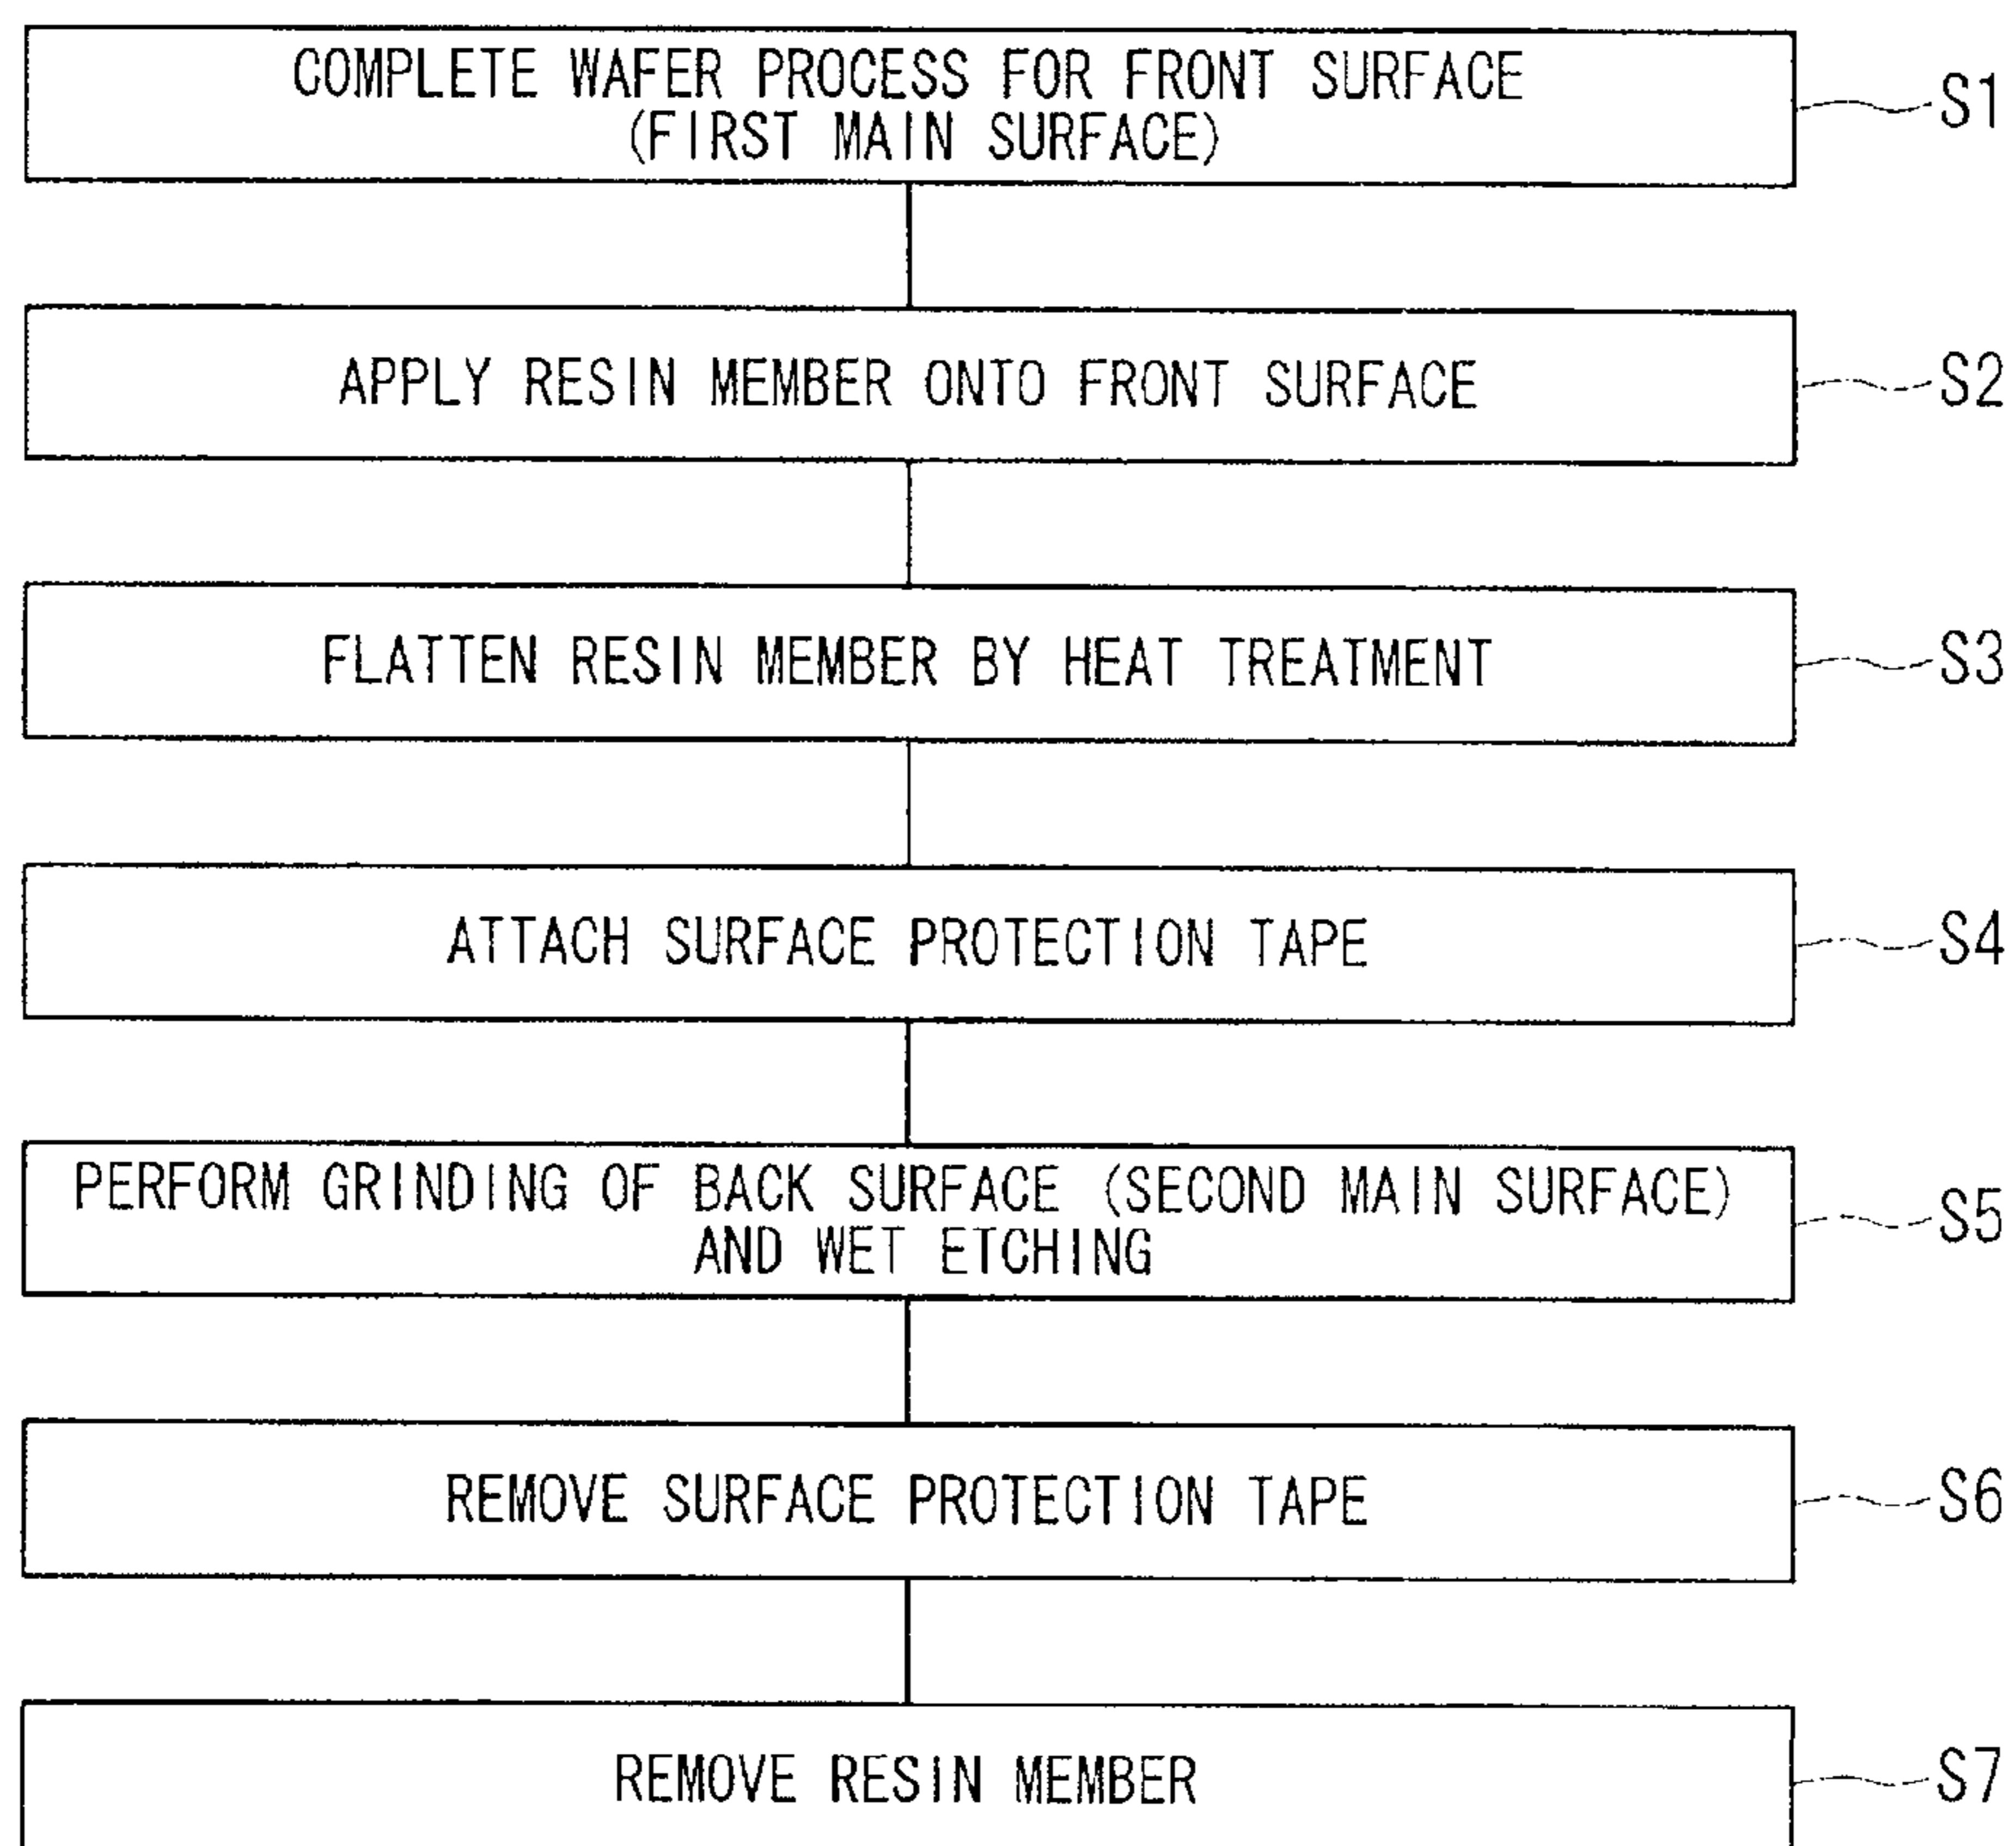 COMPLETE WAFER PROCESS FOR FRONT SURFACE
(FIRST MAIN SURFACE)
S1
APPLY RESIN MEMBER ONTO FRONT SURFACE
S2
FLATTEN RESIN MEMBER BY HEAT TREATMENT
S3
ATTACH SURFACE PROTECTION TAPE
S4
PERFORM GRINDING OF BACK SURFACE (SECOND MAIN SURFACE)
AND WET ETCHING
S5
REMOVE SURFACE PROTECTION TAPE
S6
REMOVE RESIN MEMBER
S7